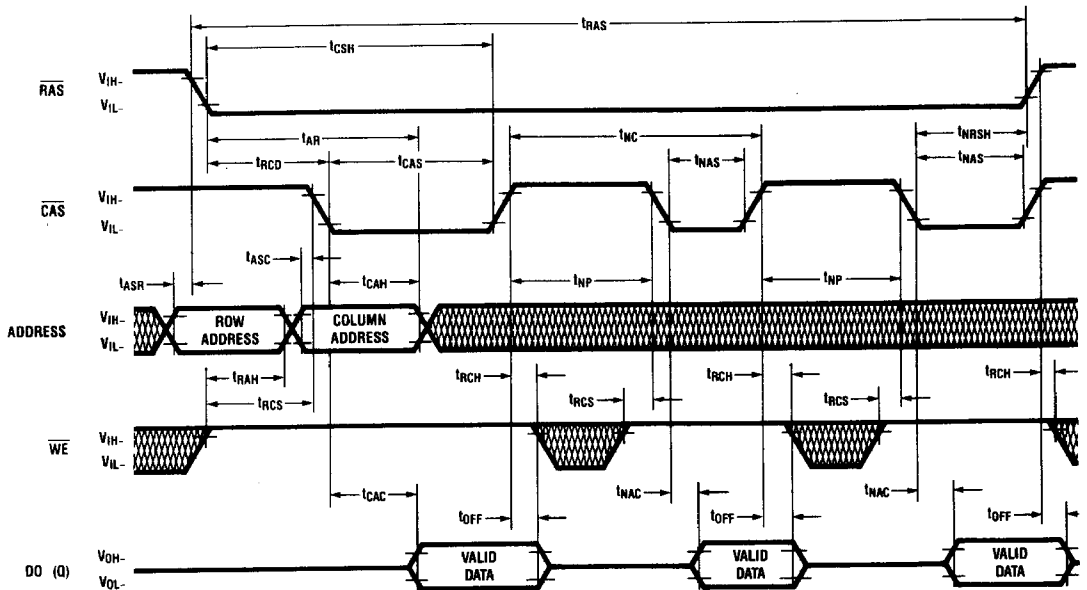 tRAS
tCSH
RAS VIH-
VIL-
tAR tNC tNRSH
tRCD tCAS tNAS tNAS
CAS VIH-
VIL-
tASC
tASR tCAH tNP tNP
ADDRESS VIH- ROW ADDRESS COLUMN ADDRESS
VIL-
tRAH tRCH tRCH tRCH
tRCS tRCS tRCS
WE VIH-
VIL-
tCAC tNAC tNAC
tOFF tOFF tOFF
DO (Q) VOH- VALID DATA VALID DATA VALID DATA
VOL-